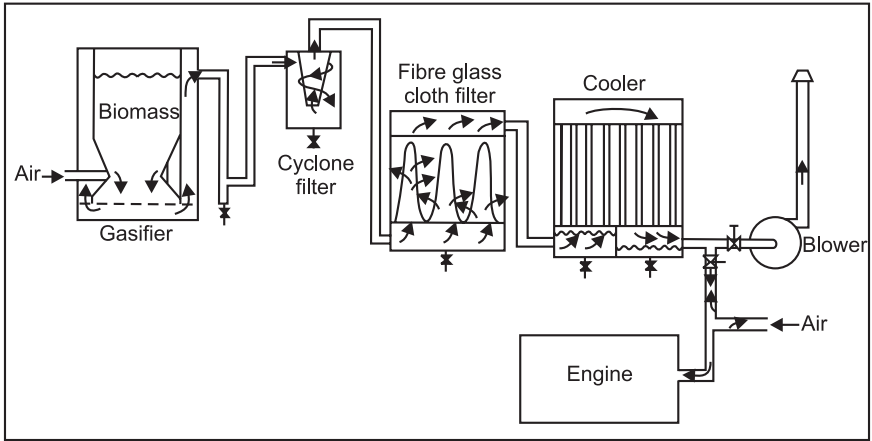 Fibre glass
cloth filter
Cooler
Biomass
Cyclone
filter
Air
Gasifier
Blower
Air
Engine